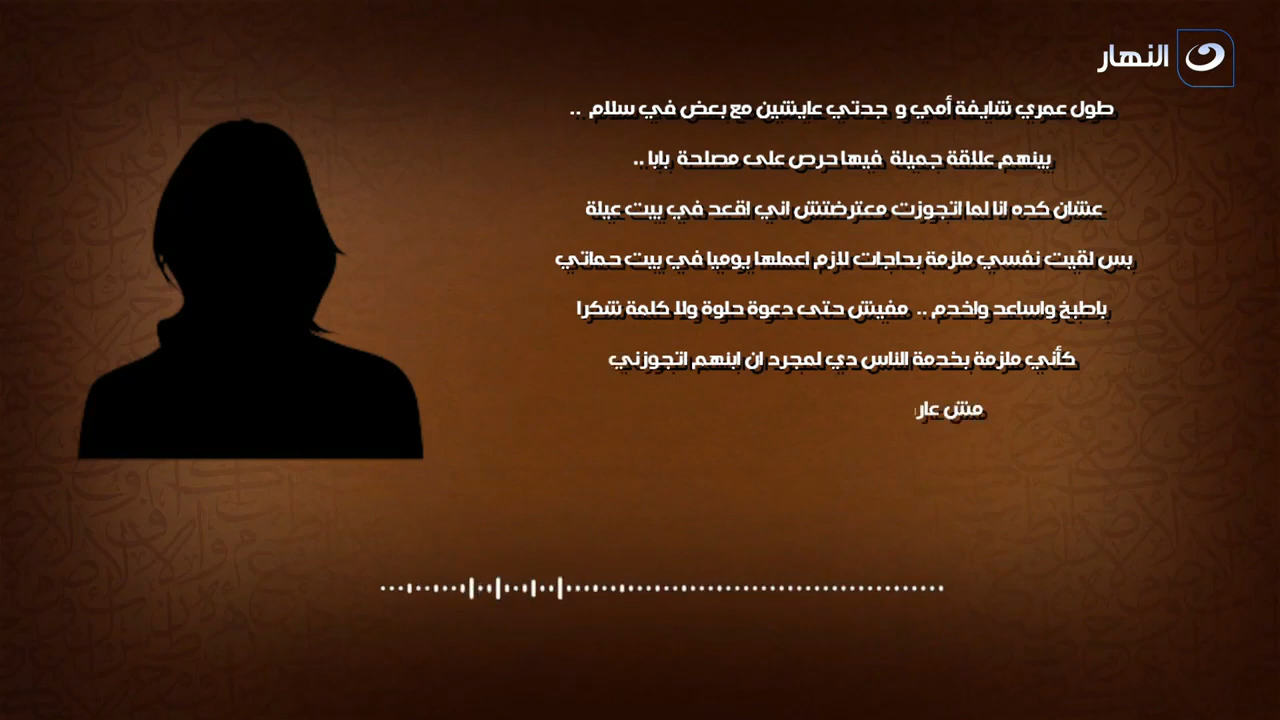 النهار
طول عمري شايفة أمي و جدتي عايشين مع بعض في سلام ..
بينهم علاقة جميلة فيها حرص على مصلحة بابا ..
عشان كده انا لما اتجوزت معترضتش اني اقعد في بيت عيلة
بس لقيت نفسي ملزمة بحاجات لازم اعملها يوميا في بيت حماتي
باطبخ واساعد واخدم .. مفيش حتى دعوة حلوة ولا كلمة شكرا
كأني ملزمة بخدمة الناس دي لمجرد ان ابنهم اتجوزني
مش عار